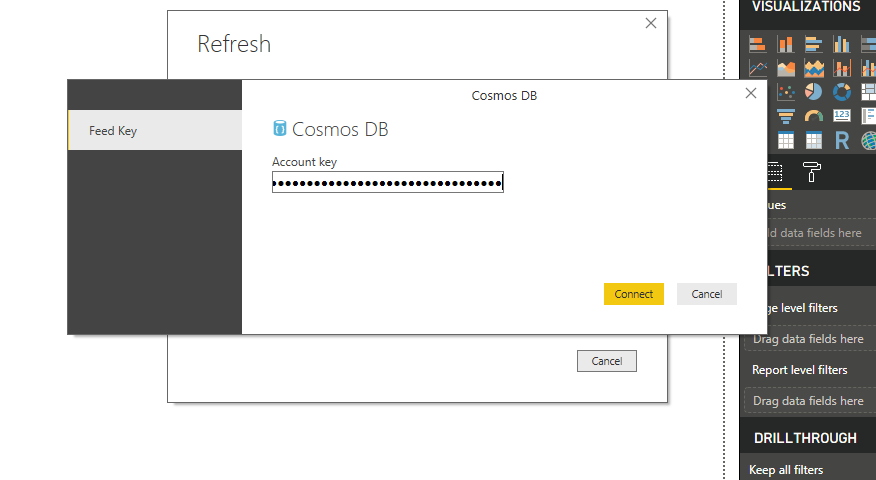 VISUALIZATIONS
Refresh
Cosmos DB
Feed Key
Cosmos DB
Account key
••••••••••••••••••••••••••••••••
Connect
Cancel
Cancel
123
R
ues
d data fields here
LTERS
ge level filters
Drag data fields here
Report level filters
Drag data fields here
DRILLTHROUGH
Keep all filters